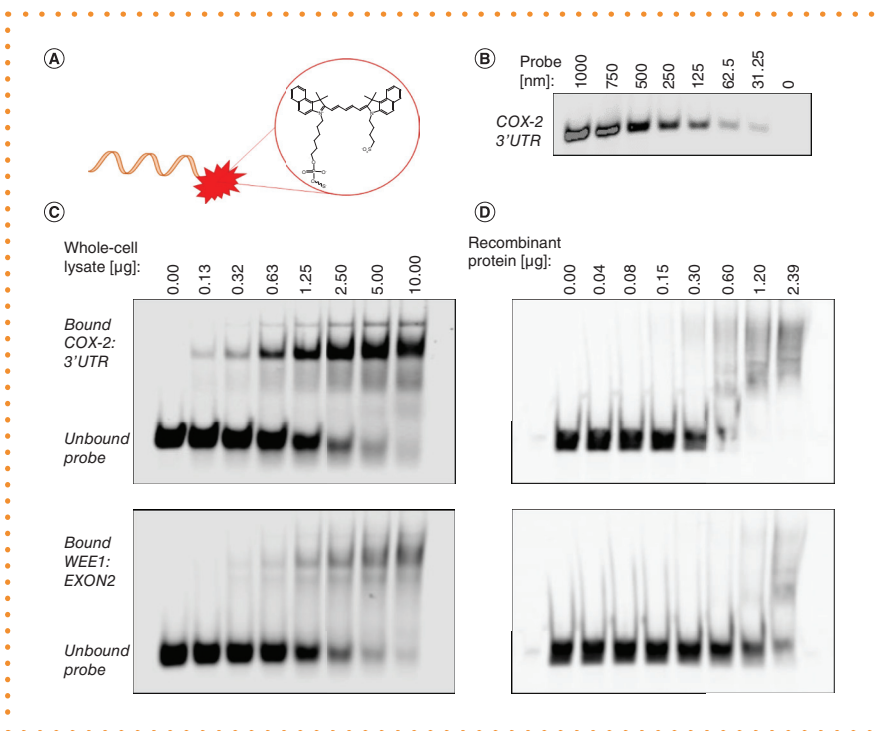 A
B
Probe
[nm]:
1000
750
500
250
125
62.5
31.25
0
COX-2
3'UTR
C
Whole-cell
lysate [µg]:
0.00
0.13
0.32
0.63
1.25
2.50
5.00
10.00
Bound
COX-2:
3'UTR
Unbound
probe
Bound
WEE1:
EXON2
Unbound
probe
D
Recombinant
protein [µg]:
0.00
0.04
0.08
0.15
0.30
0.60
1.20
2.39